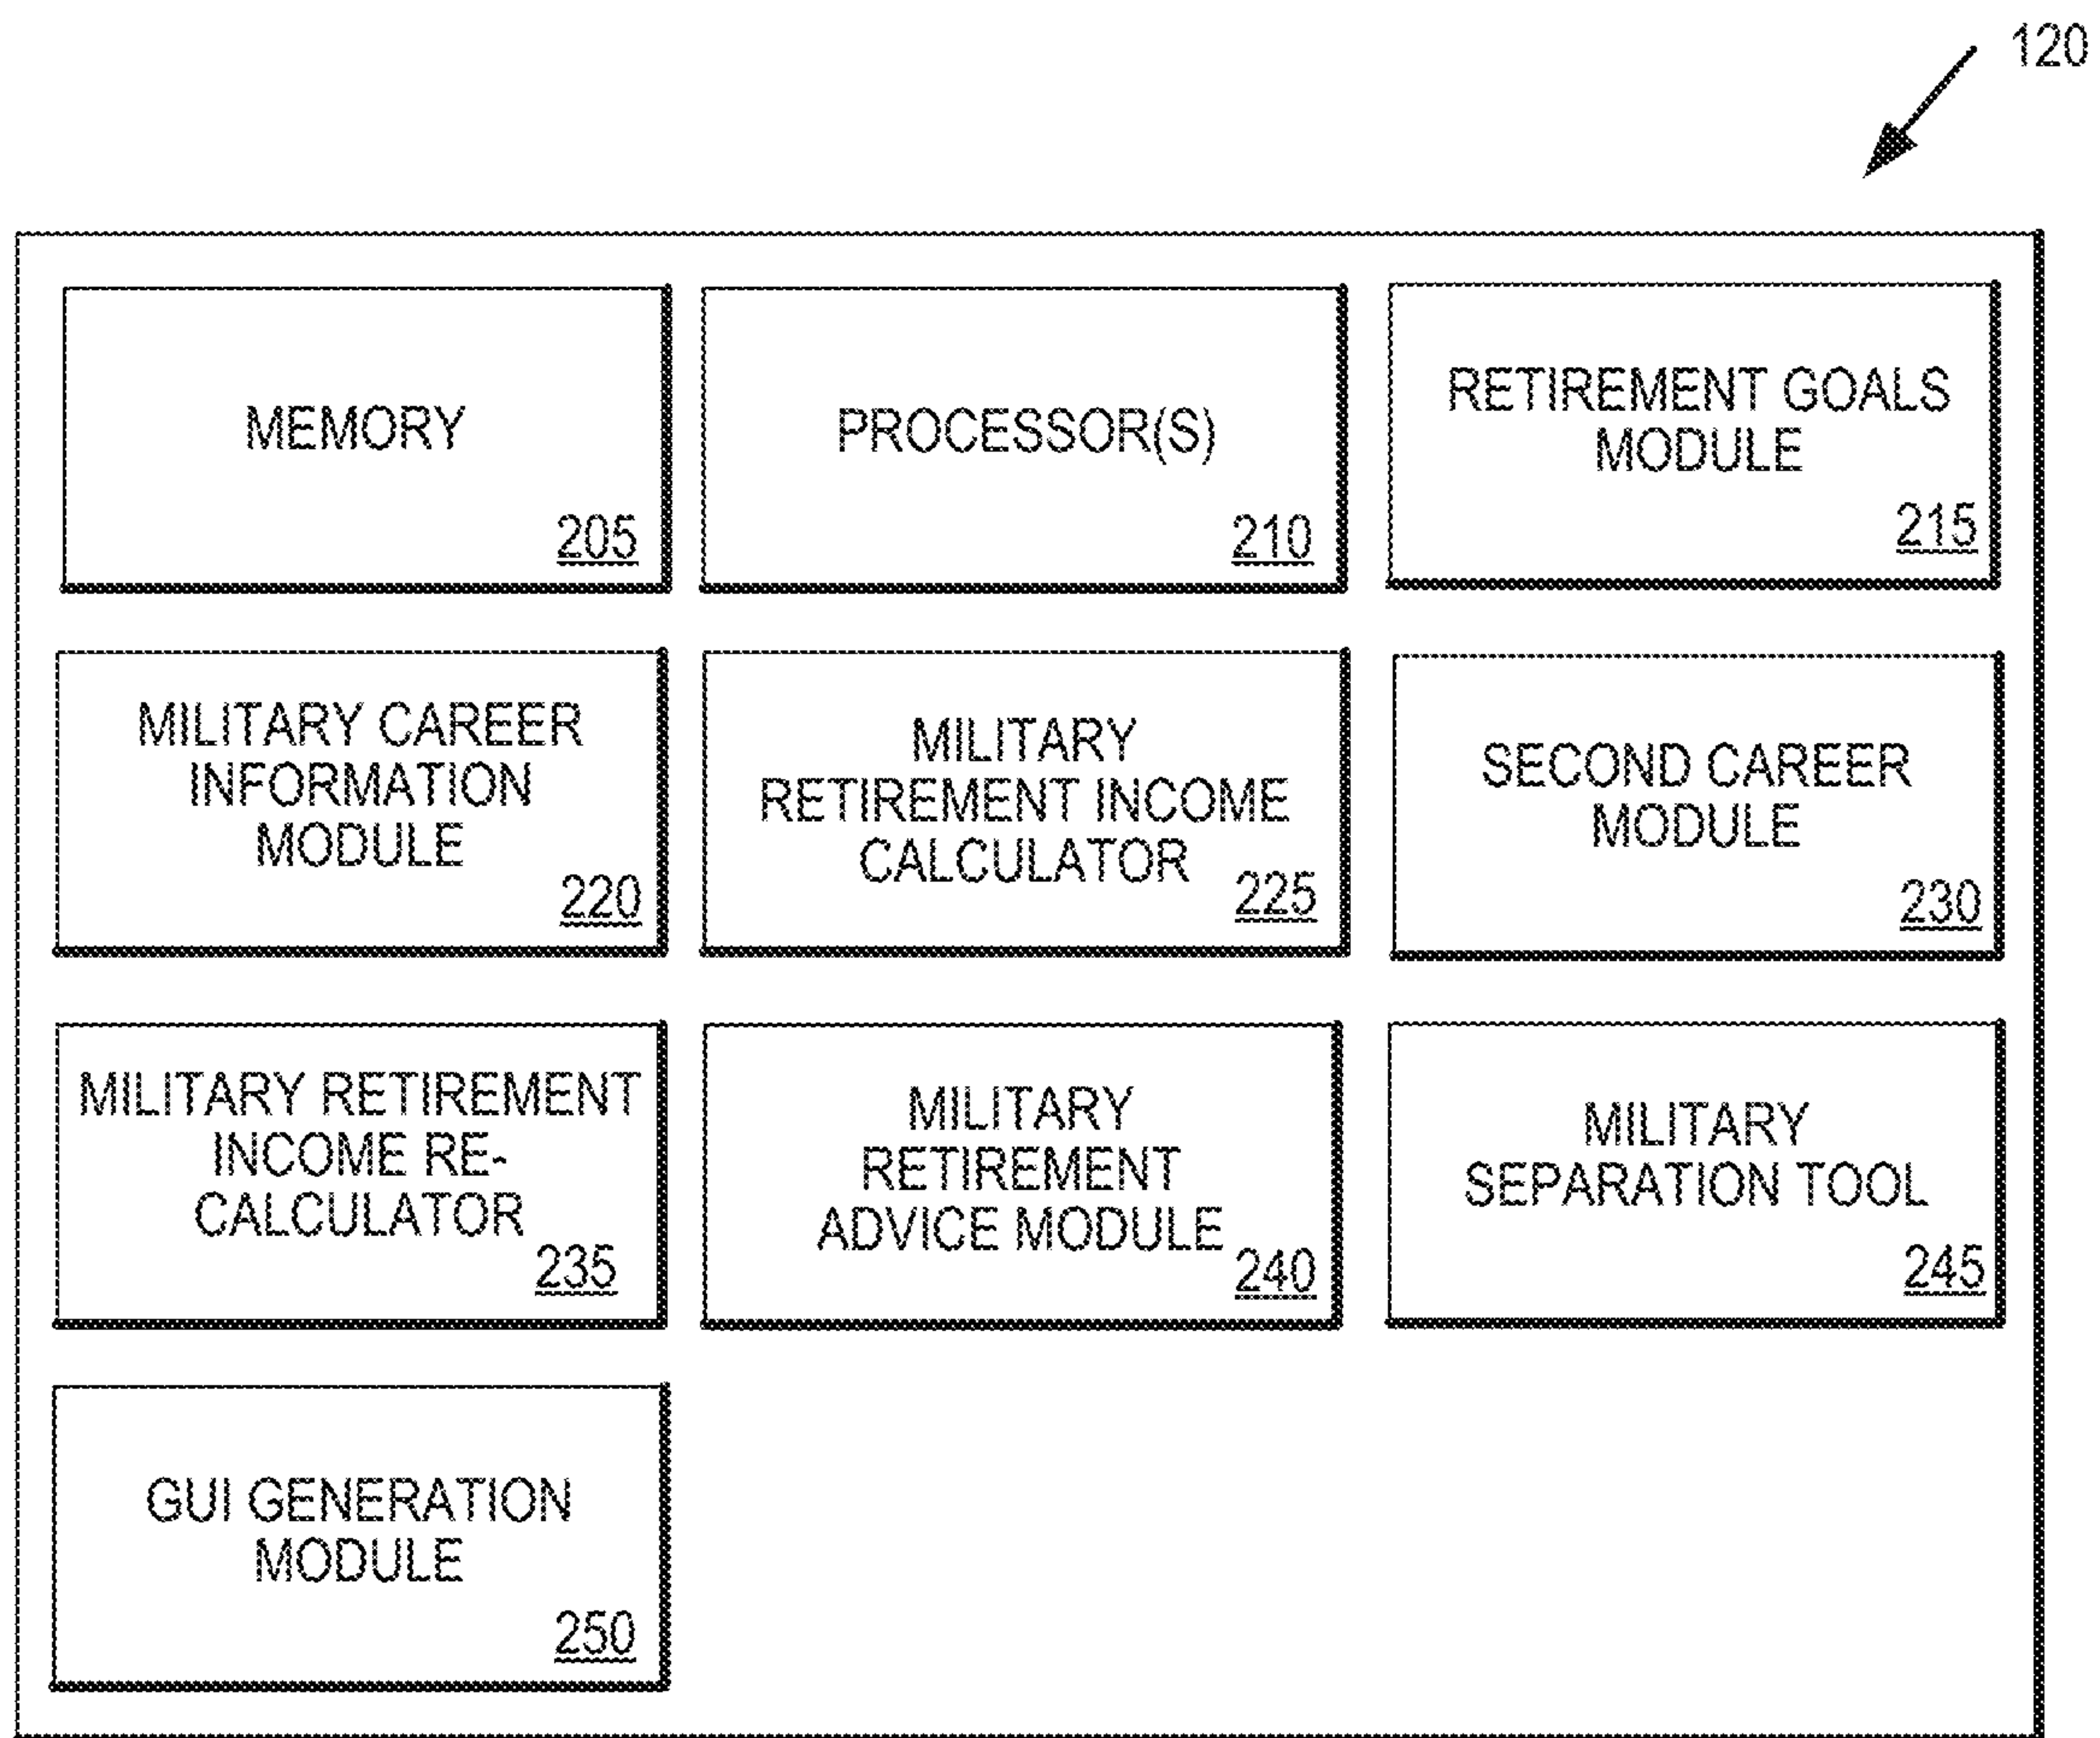 120
MEMORY
205
PROCESSOR(S)
210
RETIREMENT GOALS
MODULE
215
MILITARY CAREER
INFORMATION
MODULE
220
MILITARY
RETIREMENT INCOME
CALCULATOR
225
SECOND CAREER
MODULE
230
MILITARY RETIREMENT
INCOME RE-
CALCULATOR
235
MILITARY
RETIREMENT
ADVICE MODULE
240
MILITARY
SEPARATION TOOL
245
GUI GENERATION
MODULE
250